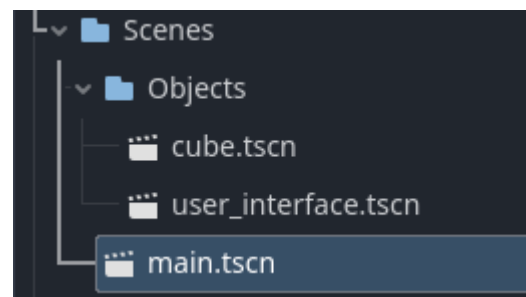 Scenes
Objects
cube.tscn
user_interface.tscn
main.tscn